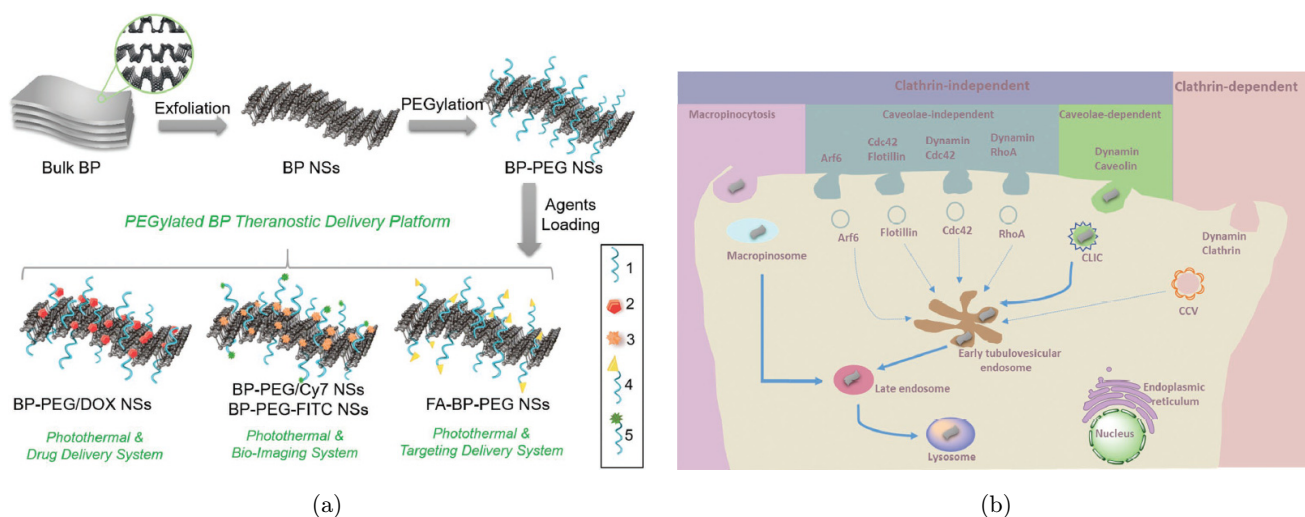 Bulk BP
Exfoliation
BP NSs
PEGylation
BP-PEG NSs
Agents
Loading
PEGylated BP Theranostic Delivery Platform
1
2
3
4
5
BP-PEG/DOX NSs
Photothermal &
Drug Delivery System
BP-PEG/Cy7 NSs
BP-PEG-FITC NSs
Photothermal &
Bio-Imaging System
FA-BP-PEG NSs
Photothermal &
Targeting Delivery System
(a)
Clathrin-independent
Clathrin-dependent
Macropinocytosis
Caveolae-independent
Caveolae-dependent
Arf6
Cdc42
Flotillin
Dynamin
Cdc42
Dynamin
RhoA
Dynamin
Caveolin
Dynamin
Clathrin
Macropinosome
Arf6
Flotillin
Cdc42
RhoA
CLIC
CCV
Early tubulovesicular
endosome
Late endosome
Lysosome
Endoplasmic
reticulum
Nucleus
(b)